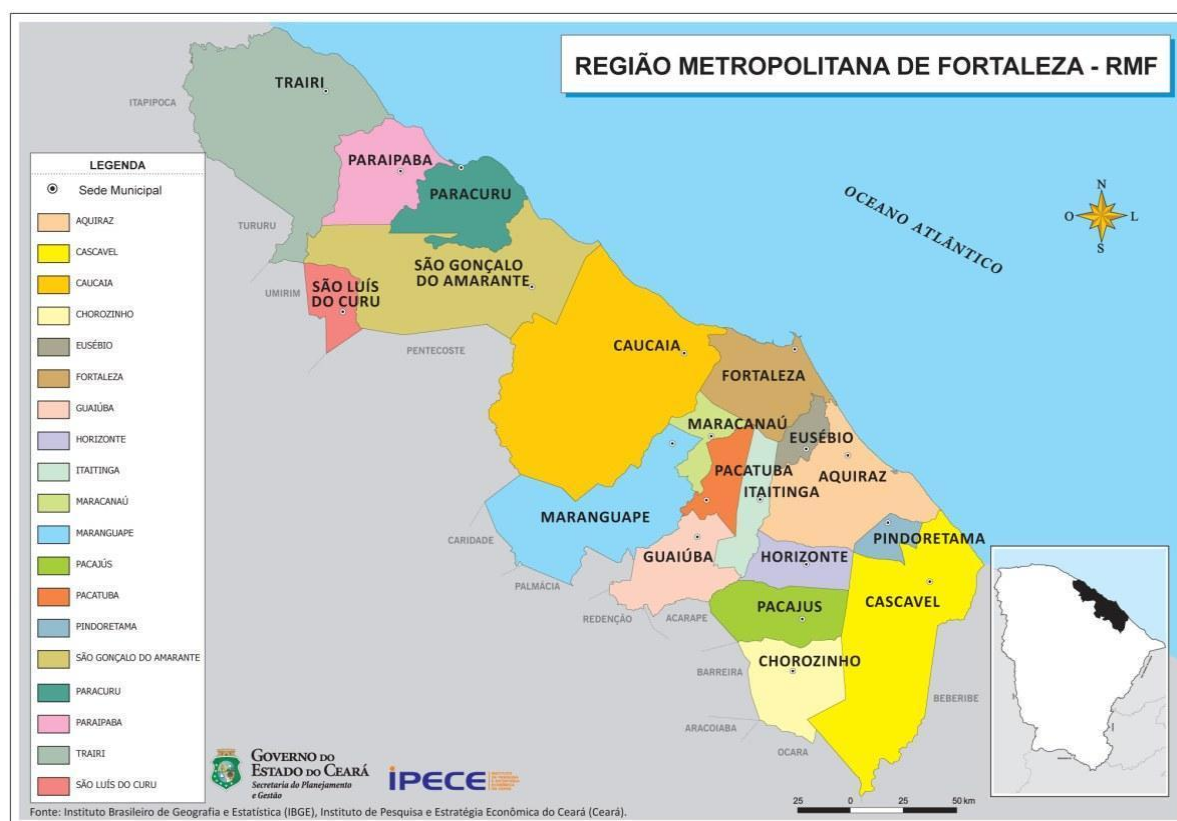 REGIÃO METROPOLITANA DE FORTALEZA - RMF
TRAIRI
ITAPIPOCA
PARAIPABA
PARACURU
OCEANO ATLÂNTICO
N
O
L
S
TURURU
SÃO GONÇALO
DO AMARANTE
SÃO LUÍS
DO CURU
UMIRIM
PENTECOSTE
CAUCAIA
FORTALEZA
MARACANAÚ
EUSÉBIO
PACATUBA
AQUIRAZ
ITAITINGA
MARANGUAPE
PINDORETAMA
CARIDADE
GUAIÚBA
HORIZONTE
PALMÁCIA
CASCAVEL
PACAJUS
REDENÇÃO
ACARAPE
CHOROZINHO
BARREIRA
BEBERIBE
ARACOIABA
OCARA
LEGENDA
Sede Municipal
AQUIRAZ
CASCAVEL
CAUCAIA
CHOROZINHO
EUSÉBIO
FORTALEZA
GUAIÚBA
HORIZONTE
ITAITINGA
MARACANAÚ
MARANGUAPE
PACAJÚS
PACATUBA
PINDORETAMA
SÃO GONÇALO DO AMARANTE
PARACURU
PARAIPABA
TRAIRI
SÃO LUÍS DO CURU
GOVERNO DO
ESTADO DO CEARÁ
Secretaria do Planejamento
e Gestão
IPECE
25 0 25 50 km
Fonte: Instituto Brasileiro de Geografia e Estatística (IBGE), Instituto de Pesquisa e Estratégia Econômica do Ceará (Ceará).